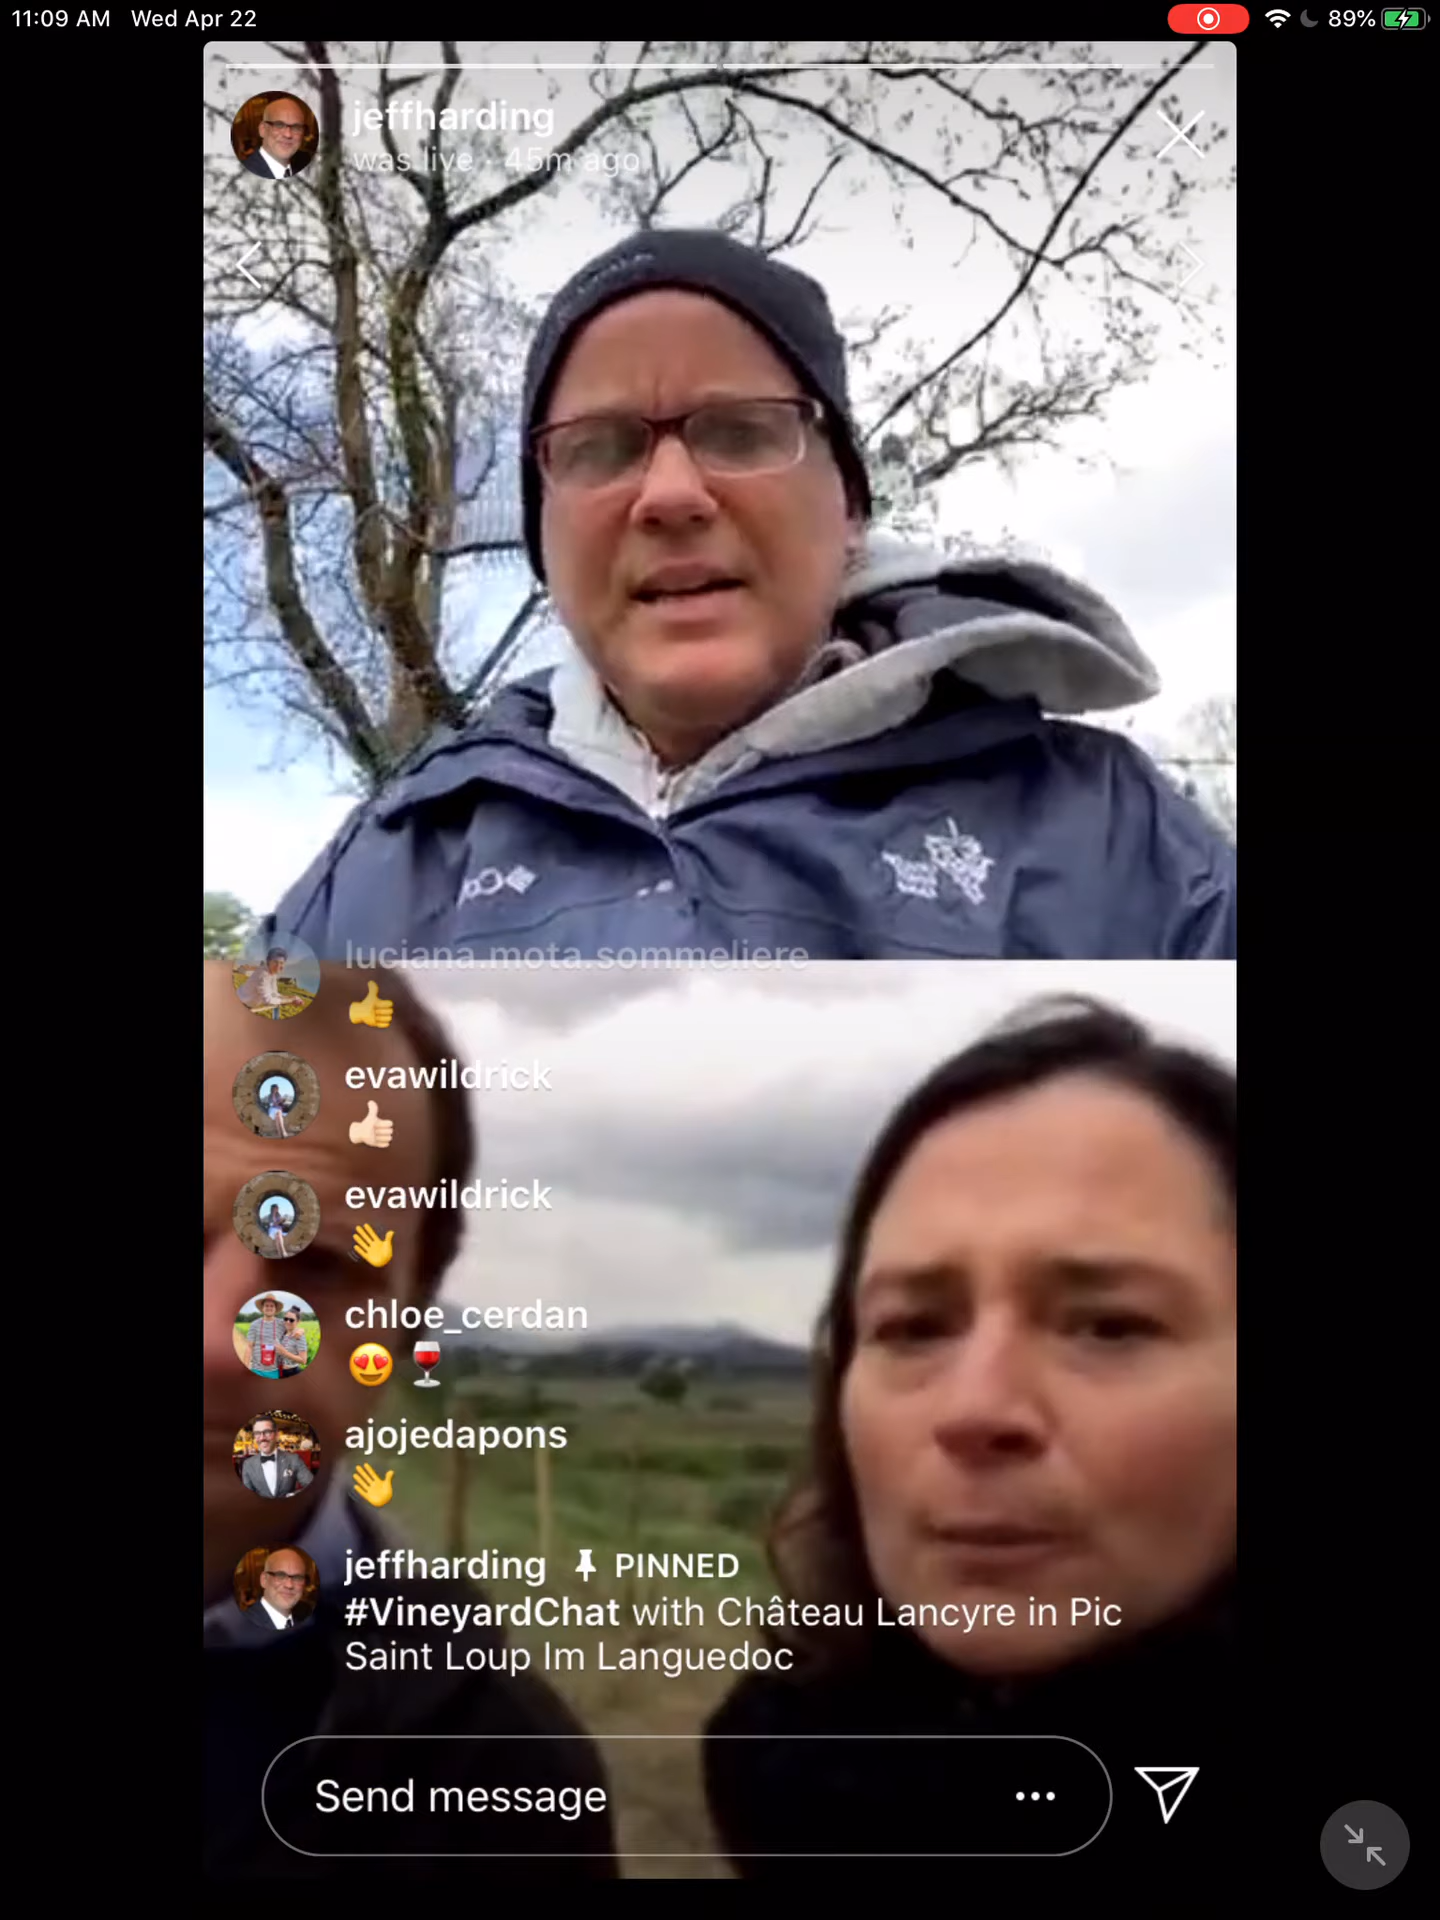 11:09 AM Wed Apr 22
89%
jeffharding
was live · 45m ago
luciana.mota.sommeliere
evawildrick
evawildrick
chloe_cerdan
ajojedapons
jeffharding PINNED
#VineyardChat with Château Lancyre in Pic
Saint Loup Im Languedoc
Send message